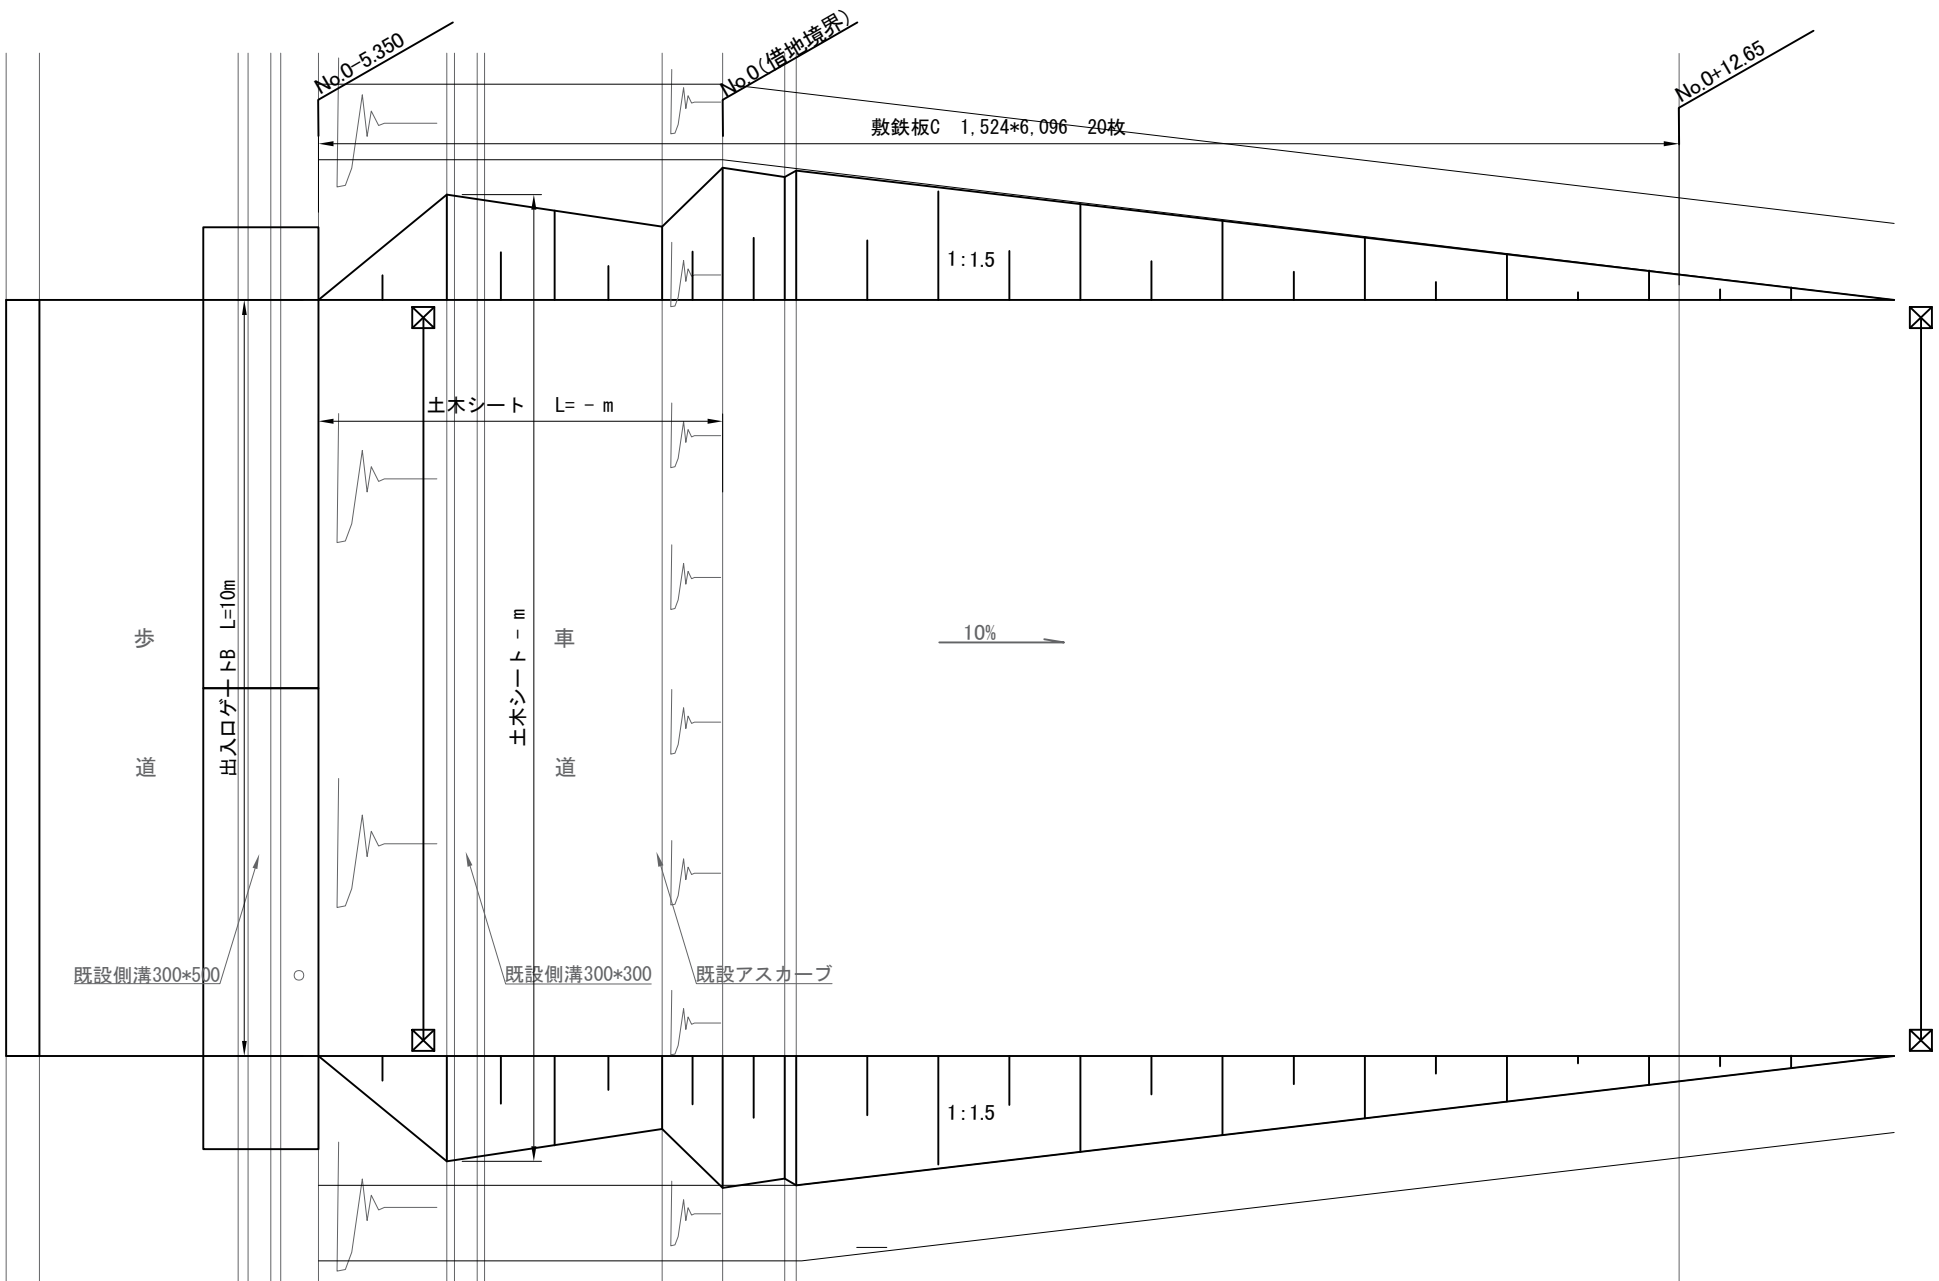 No.0-5.350
No.0(借地境界)
No.0+12.65
敷鉄板C 1,524*6,096 20枚
1:1.5
土木シート L= - m
出入口ゲートB L=10m
土木シート - m
歩道
車道
10%
既設側溝300*500
既設側溝300*300
既設アスカーブ
1:1.5